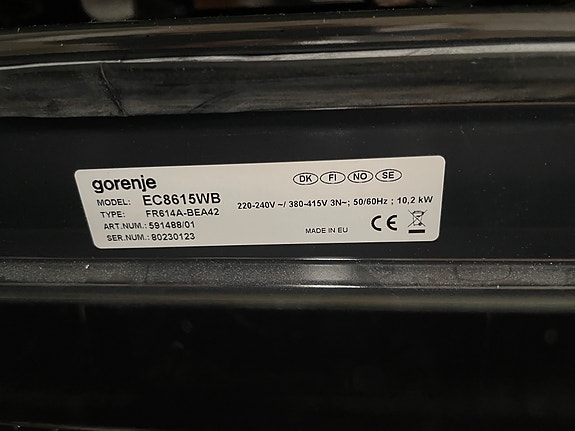 gorenje
MODEL: EC8615WB
TYPE: FR614A-BEA42
ART.NUM.: 591488/01
SER.NUM.: 80230123
DK FI NO SE
220-240V ~/ 380-415V 3N~; 50/60Hz ; 10,2 kW
MADE IN EU CE